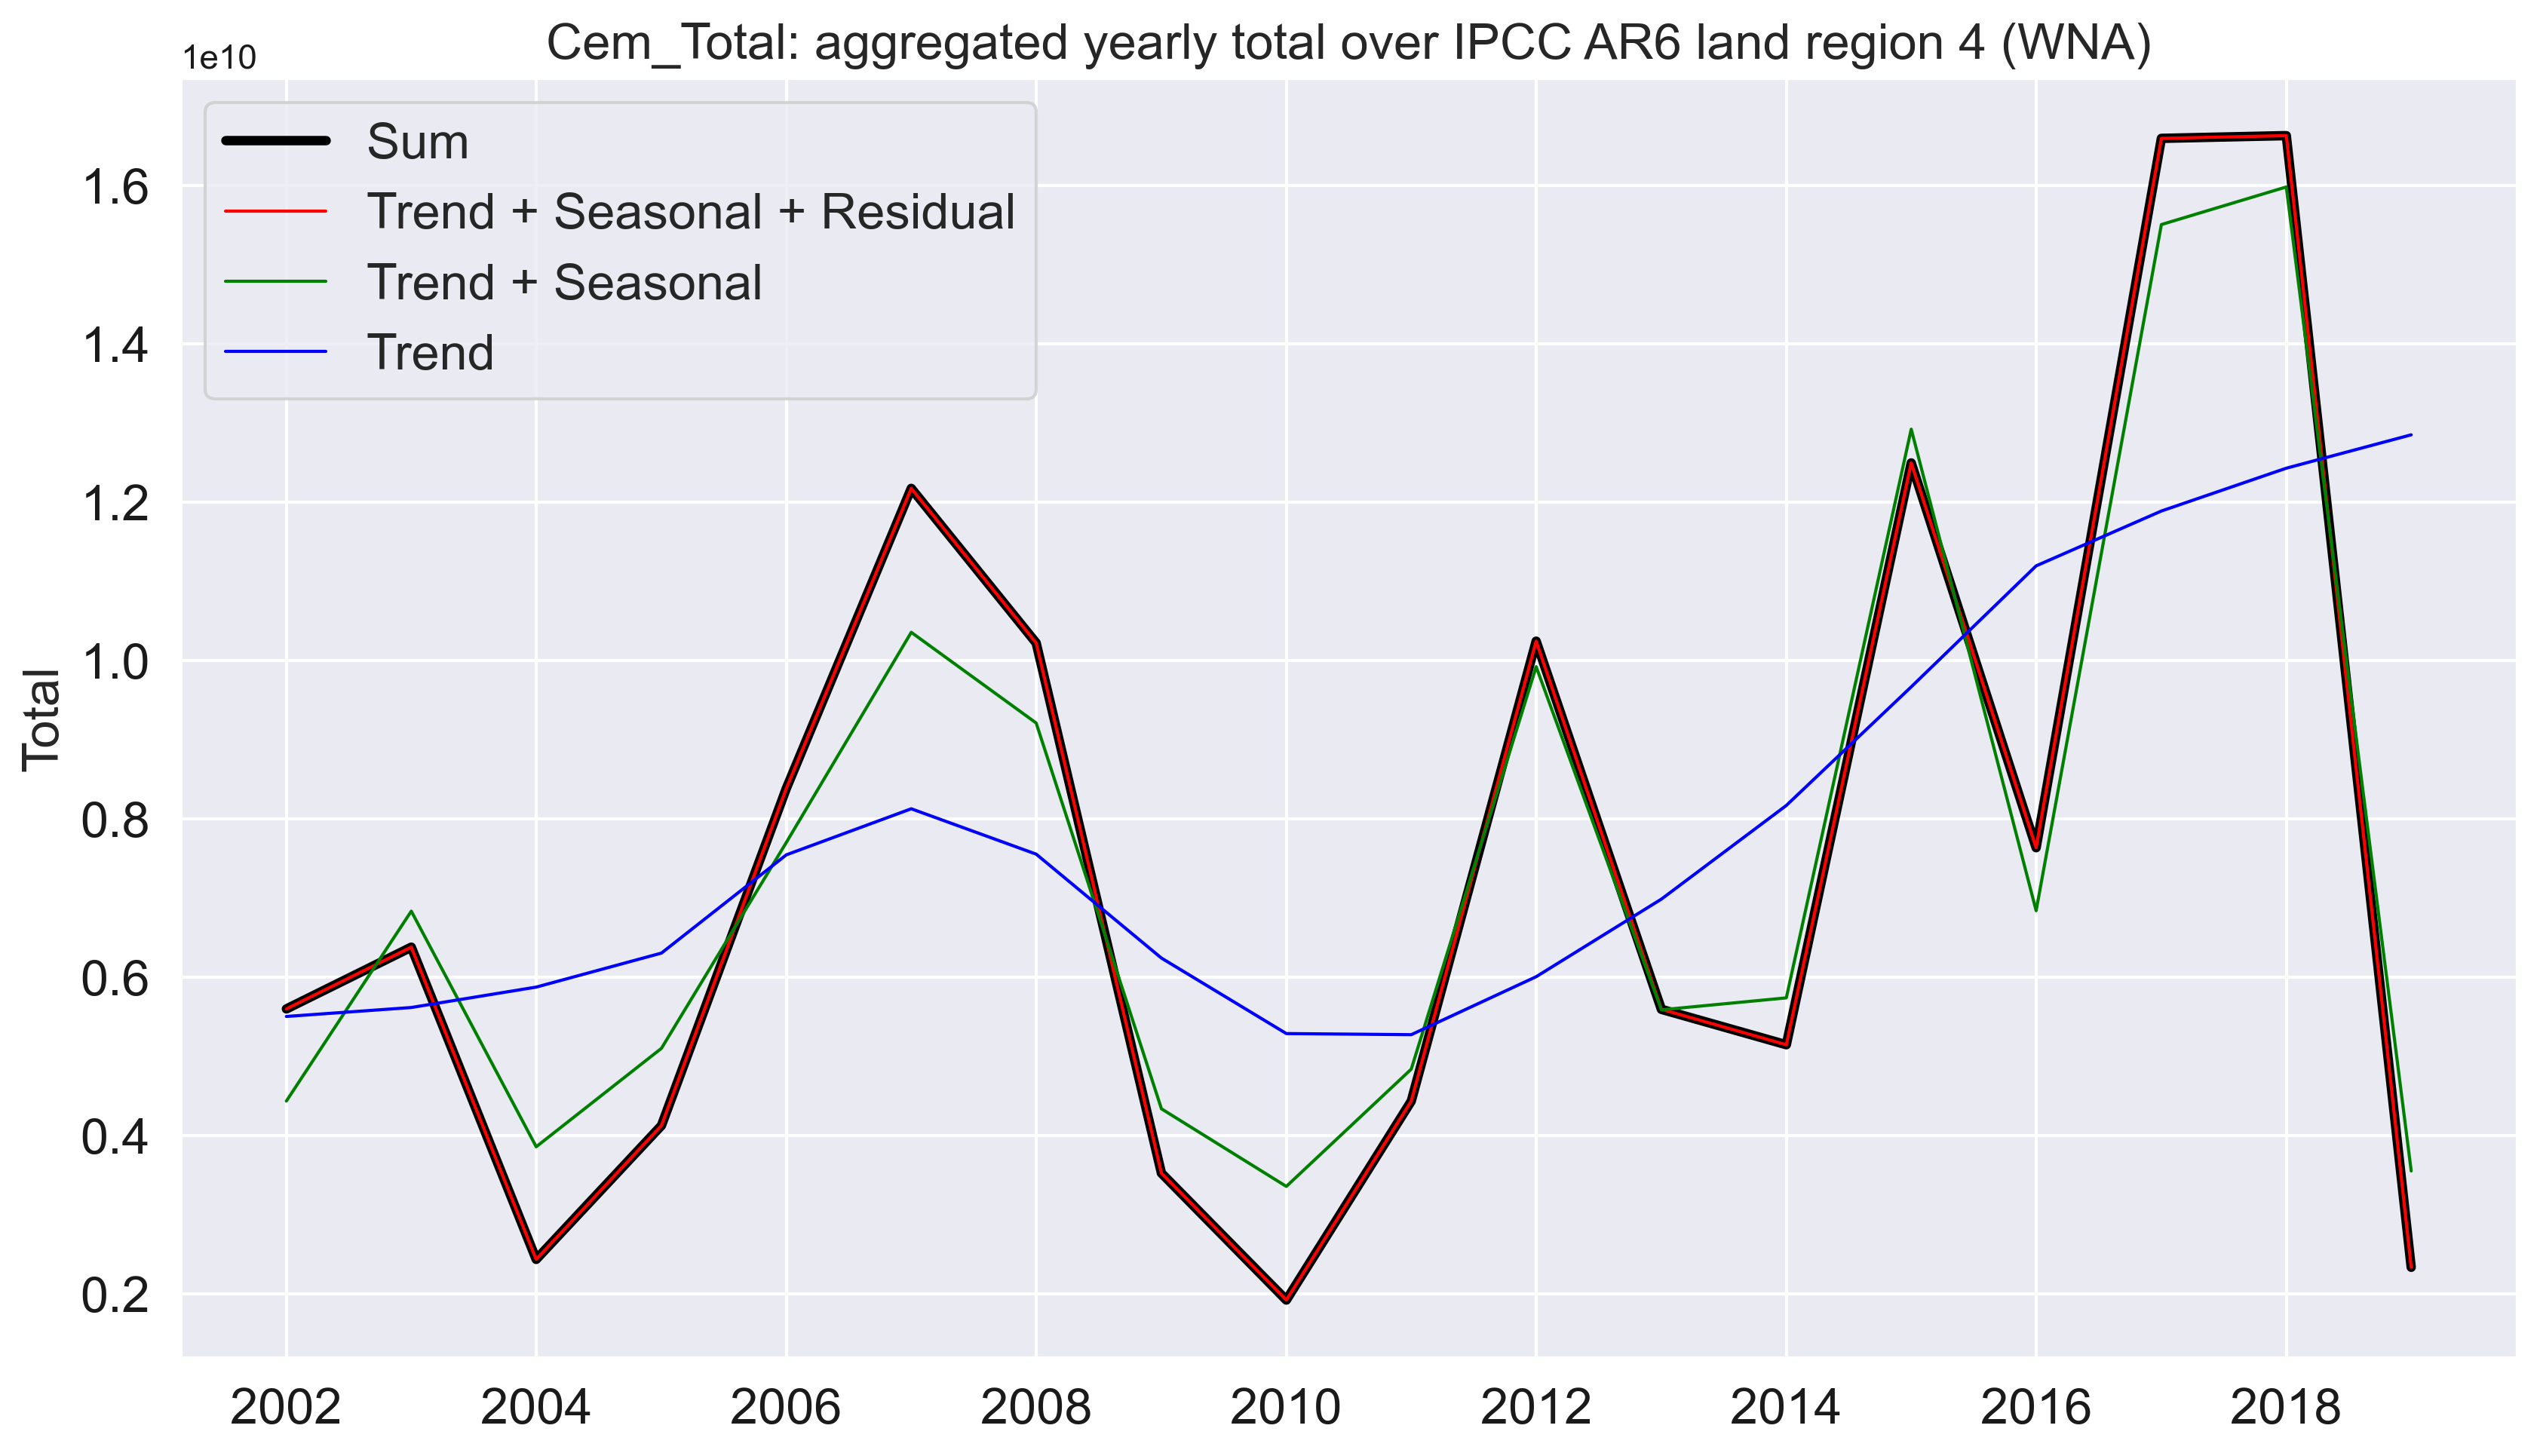 Cem_Total: aggregated yearly total over IPCC AR6 land region 4 (WNA)
1e10
Sum
Trend + Seasonal + Residual
Trend + Seasonal
Trend
1.6
1.4
1.2
1.0
0.8
0.6
0.4
0.2
Total
2002 2004 2006 2008 2010 2012 2014 2016 2018